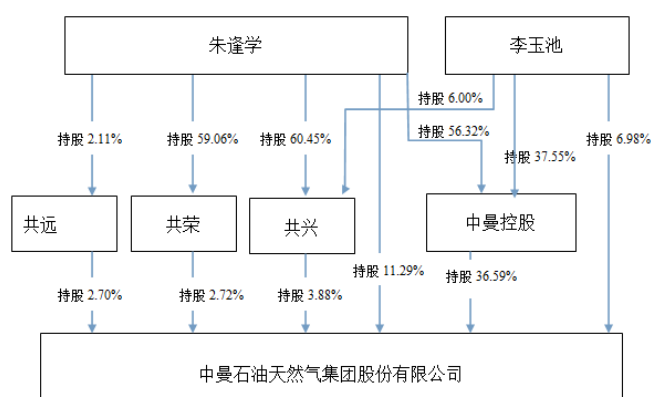 朱逢学
李玉池
持股 6.00%
持股 2.11%
持股 59.06%
持股 60.45%
持股 56.32%
持股 37.55%
持股 6.98%
共远
共荣
共兴
中曼控股
持股 11.29%
持股 36.59%
持股 2.70%
持股 2.72%
持股 3.88%
中曼石油天然气集团股份有限公司